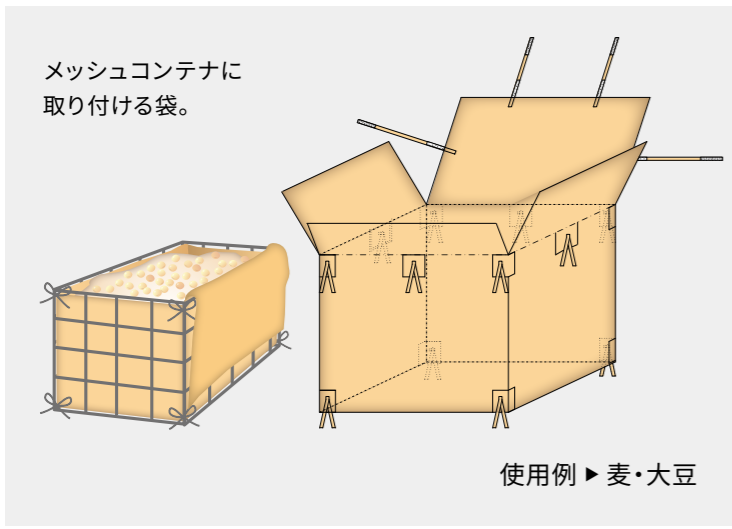 メッシュコンテナに
取り付ける袋。
使用例▶麦・大豆